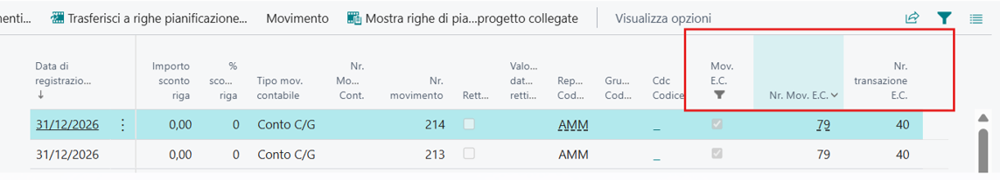 nenti... Trasferisci a righe pianificazione... Movimento Mostra righe di pia...progetto collegate Visualizza opzioni
Data di registrazio... ↓ Importo sconto riga % sco... riga Tipo mov. contabile Nr. Mo... Cont. Nr. movimento Rett... Valo... dat... retti... Rep... Cod... Gru... Cod... Cdc Codice Mov. E.C. Nr. Mov. E.C. Nr. transazione E.C.
31/12/2026 0,00 0 Conto C/G 214 AMM _ 79 40
31/12/2026 0,00 0 Conto C/G 213 AMM _ 79 40